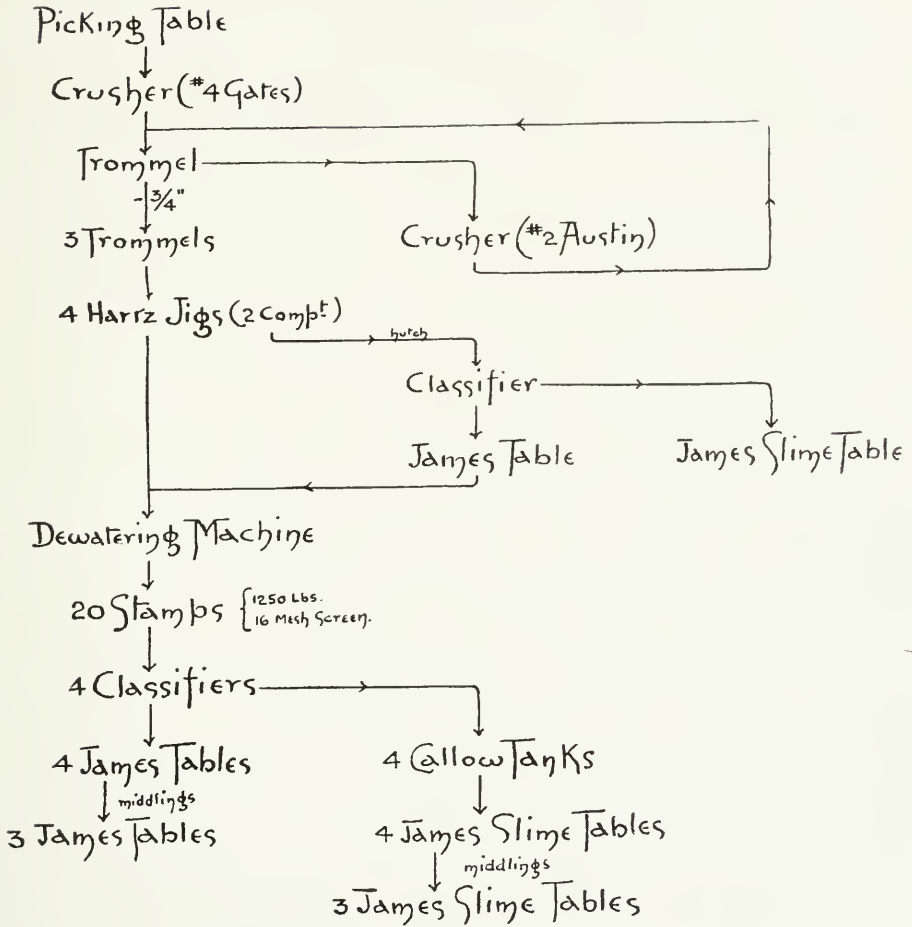 Picking Table
Crusher (#4 Gates)
Trommel
-3/4"
3 Trommels
Crusher (#2 Austin)
4 Harrz Jigs (2 Compt)
hutch
Classifier
James Table
James Slime Table
Dewatering Machine
20 Stamps { 1250 Lbs.
16 Mesh Screen.
4 Classifiers
4 James Tables
4 Callow Tanks
middlings
3 James Tables
4 James Slime Tables
middlings
3 James Slime Tables